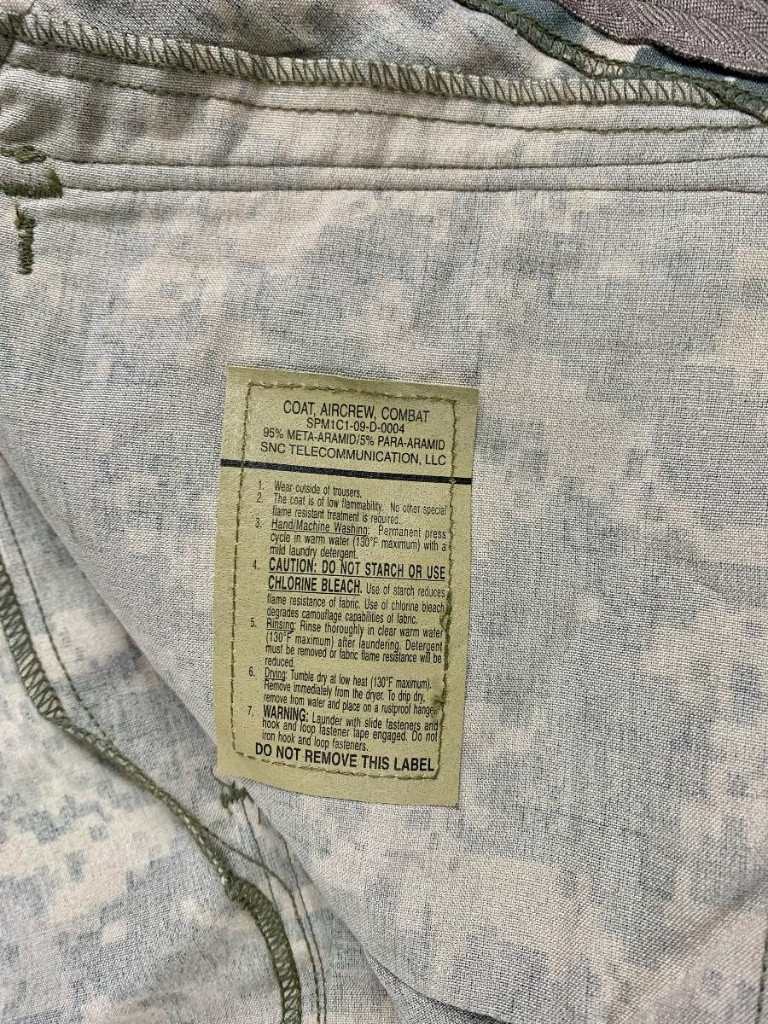 COAT, AIRCREW, COMBAT
SPM1C1-09-D-0004
95% META-ARAMID/5% PARA-ARAMID
SNC TELECOMMUNICATION, LLC
1. Wear outside of trousers.
2. The coat is of low flammability. No other special
flame resistant treatment is required.
3. Hand/Machine Washing: Permanent press
cycle in warm water (130°F maximum) with a
mild laundry detergent.
4. CAUTION: DO NOT STARCH OR USE
CHLORINE BLEACH. Use of starch reduces
flame resistance of fabric. Use of chlorine bleach
degrades camouflage capabilities of fabric.
5. Rinsing: Rinse thoroughly in clear warm water
(130°F maximum) after laundering. Detergent
must be removed or fabric flame resistance will be
reduced.
6. Drying: Tumble dry at low heat (130°F maximum).
Remove immediately from the dryer. To drip dry,
remove from water and place on a rustproof hanger.
7. WARNING: Launder with slide fasteners and
hook and loop fastener tape engaged. Do not
iron hook and loop fasteners.
DO NOT REMOVE THIS LABEL